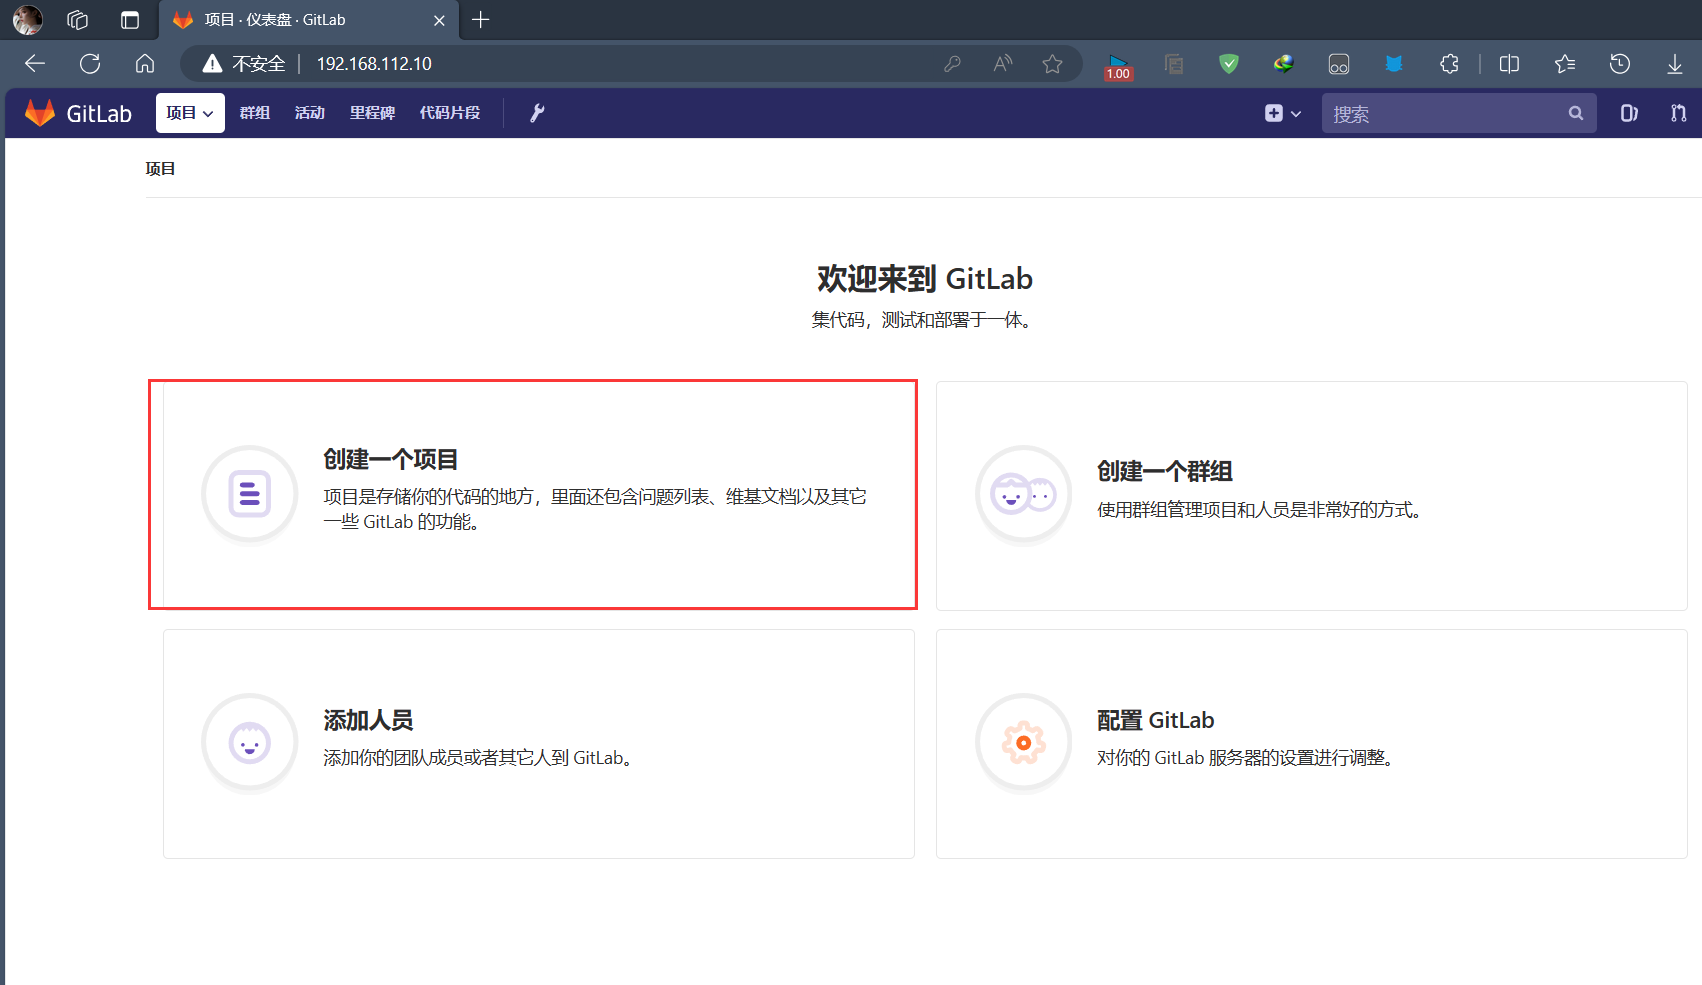 项目 · 仪表盘 · GitLab
不安全 192.168.112.10
1.00
GitLab 项目 群组 活动 里程碑 代码片段 搜索
项目
欢迎来到 GitLab
集代码，测试和部署于一体。
创建一个项目
项目是存储你的代码的地方，里面还包含问题列表、维基文档以及其它
一些 GitLab 的功能。
创建一个群组
使用群组管理项目和人员是非常好的方式。
添加人员
添加你的团队成员或者其它人到 GitLab。
配置 GitLab
对你的 GitLab 服务器的设置进行调整。